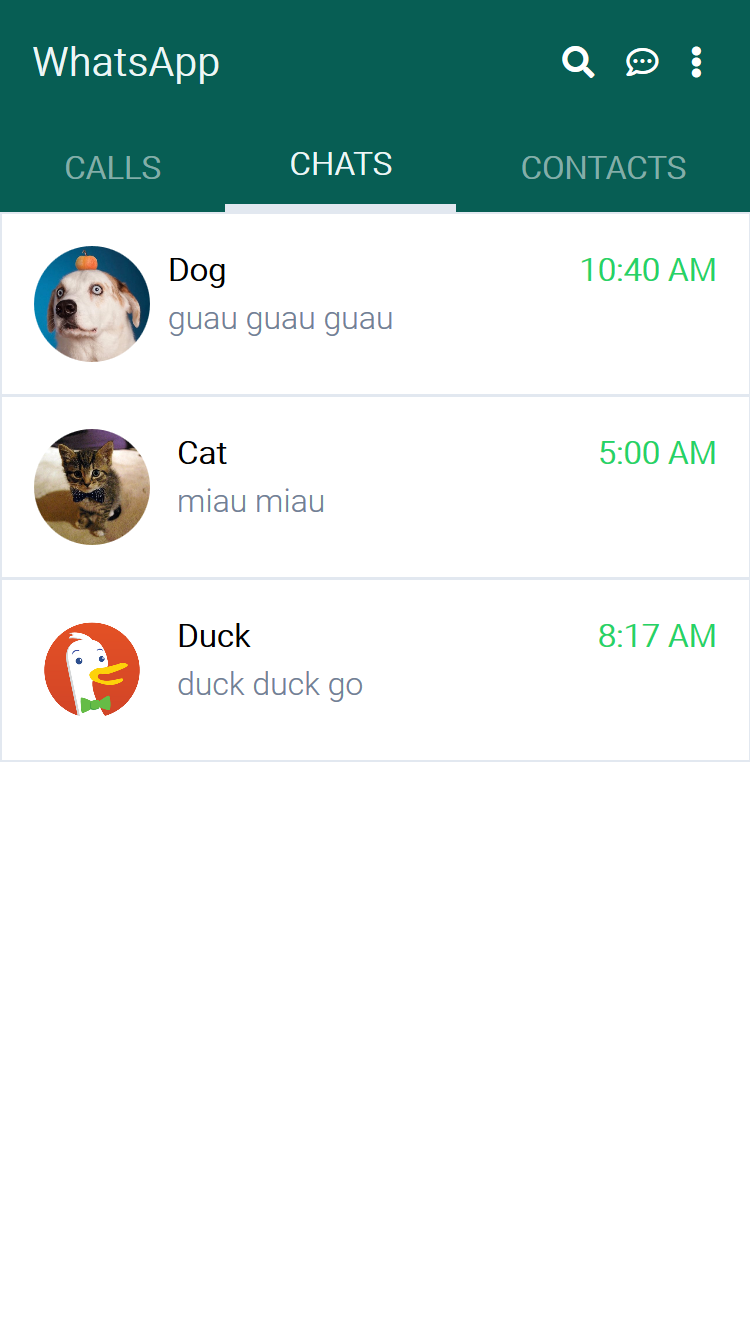 WhatsApp
CALLS CHATS CONTACTS
Dog 10:40 AM
guau guau guau
Cat 5:00 AM
miau miau
Duck 8:17 AM
duck duck go